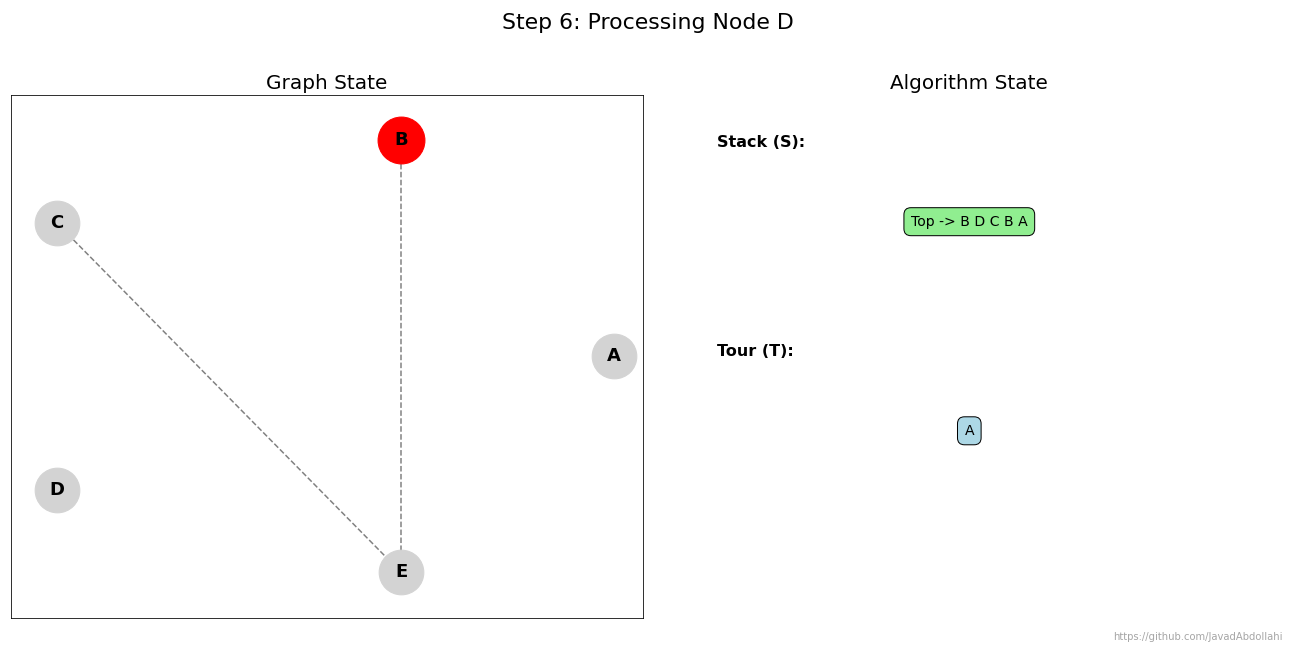 Step 6: Processing Node D
Graph State
B
C
A
D
E
Algorithm State
Stack (S):
Top -> B D C B A
Tour (T):
A
https://github.com/JavadAbdollahi